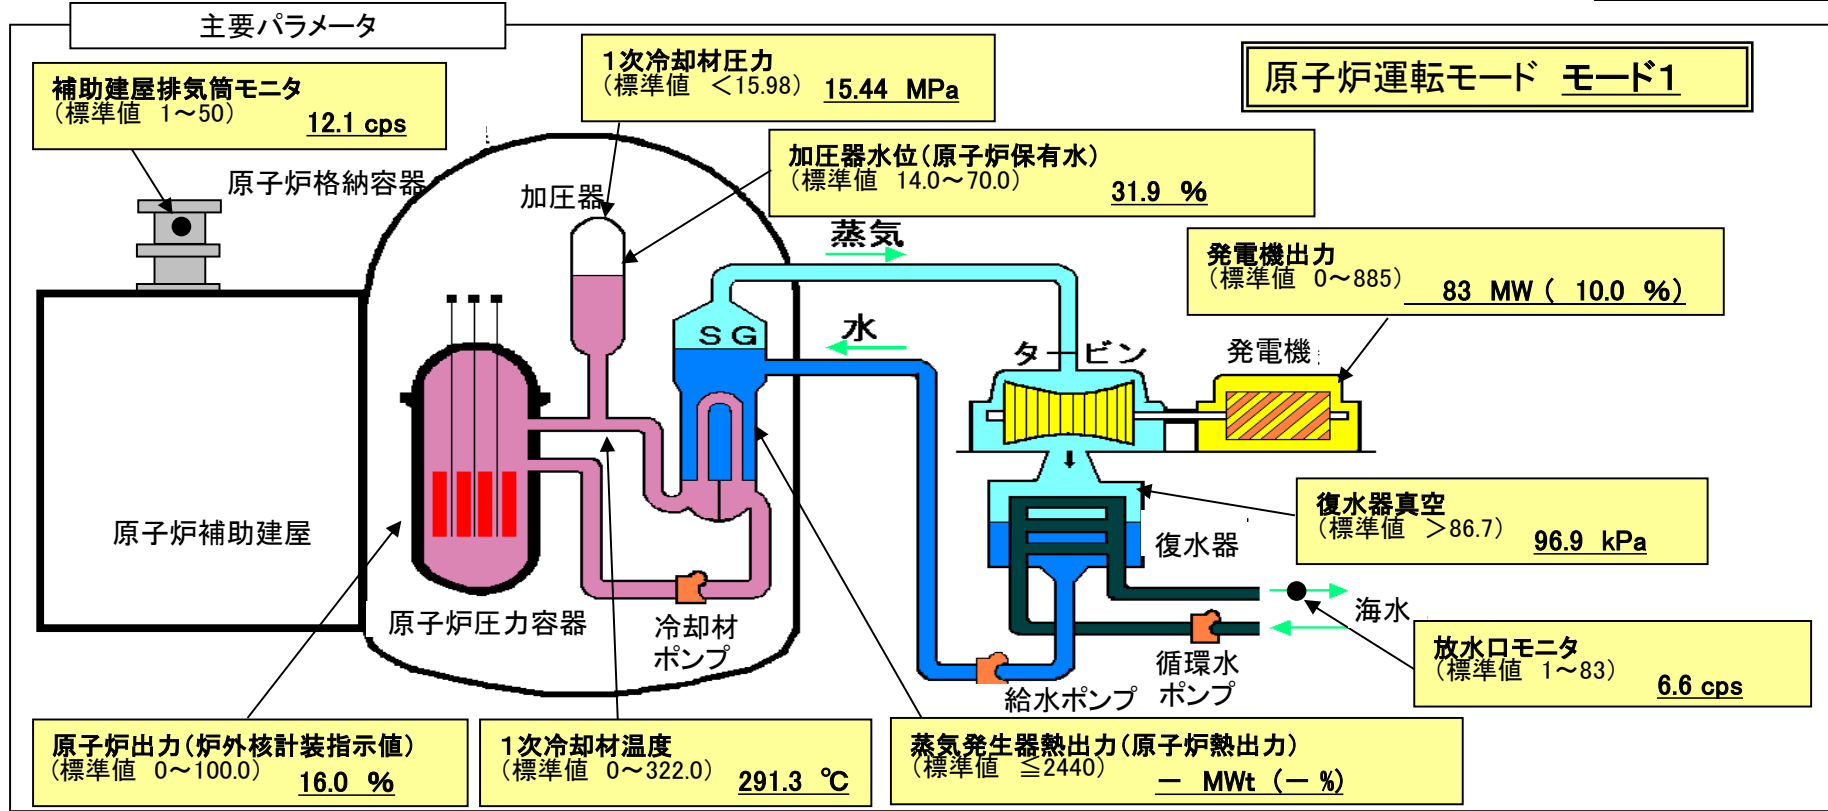 主要パラメータ
補助建屋排気筒モニタ
(標準値 1~50) 12.1 cps
1次冷却材圧力
(標準値 <15.98) 15.44 MPa
原子炉運転モード モード1
加圧器水位(原子炉保有水)
(標準値 14.0~70.0) 31.9 %
原子炉格納容器
加圧器
蒸気
発電機出力
(標準値 0~885) 83 MW ( 10.0 %)
SG
水
タービン
発電機
原子炉補助建屋
復水器真空
(標準値 >86.7) 96.9 kPa
復水器
原子炉圧力容器
冷却材
ポンプ
海水
循環水
ポンプ
給水ポンプ
放水口モニタ
(標準値 1~83) 6.6 cps
原子炉出力(炉外核計装指示値)
(標準値 0~100.0) 16.0 %
1次冷却材温度
(標準値 0~322.0) 291.3 ℃
蒸気発生器熱出力(原子炉熱出力)
(標準値 ≦2440) — MWt (— %)